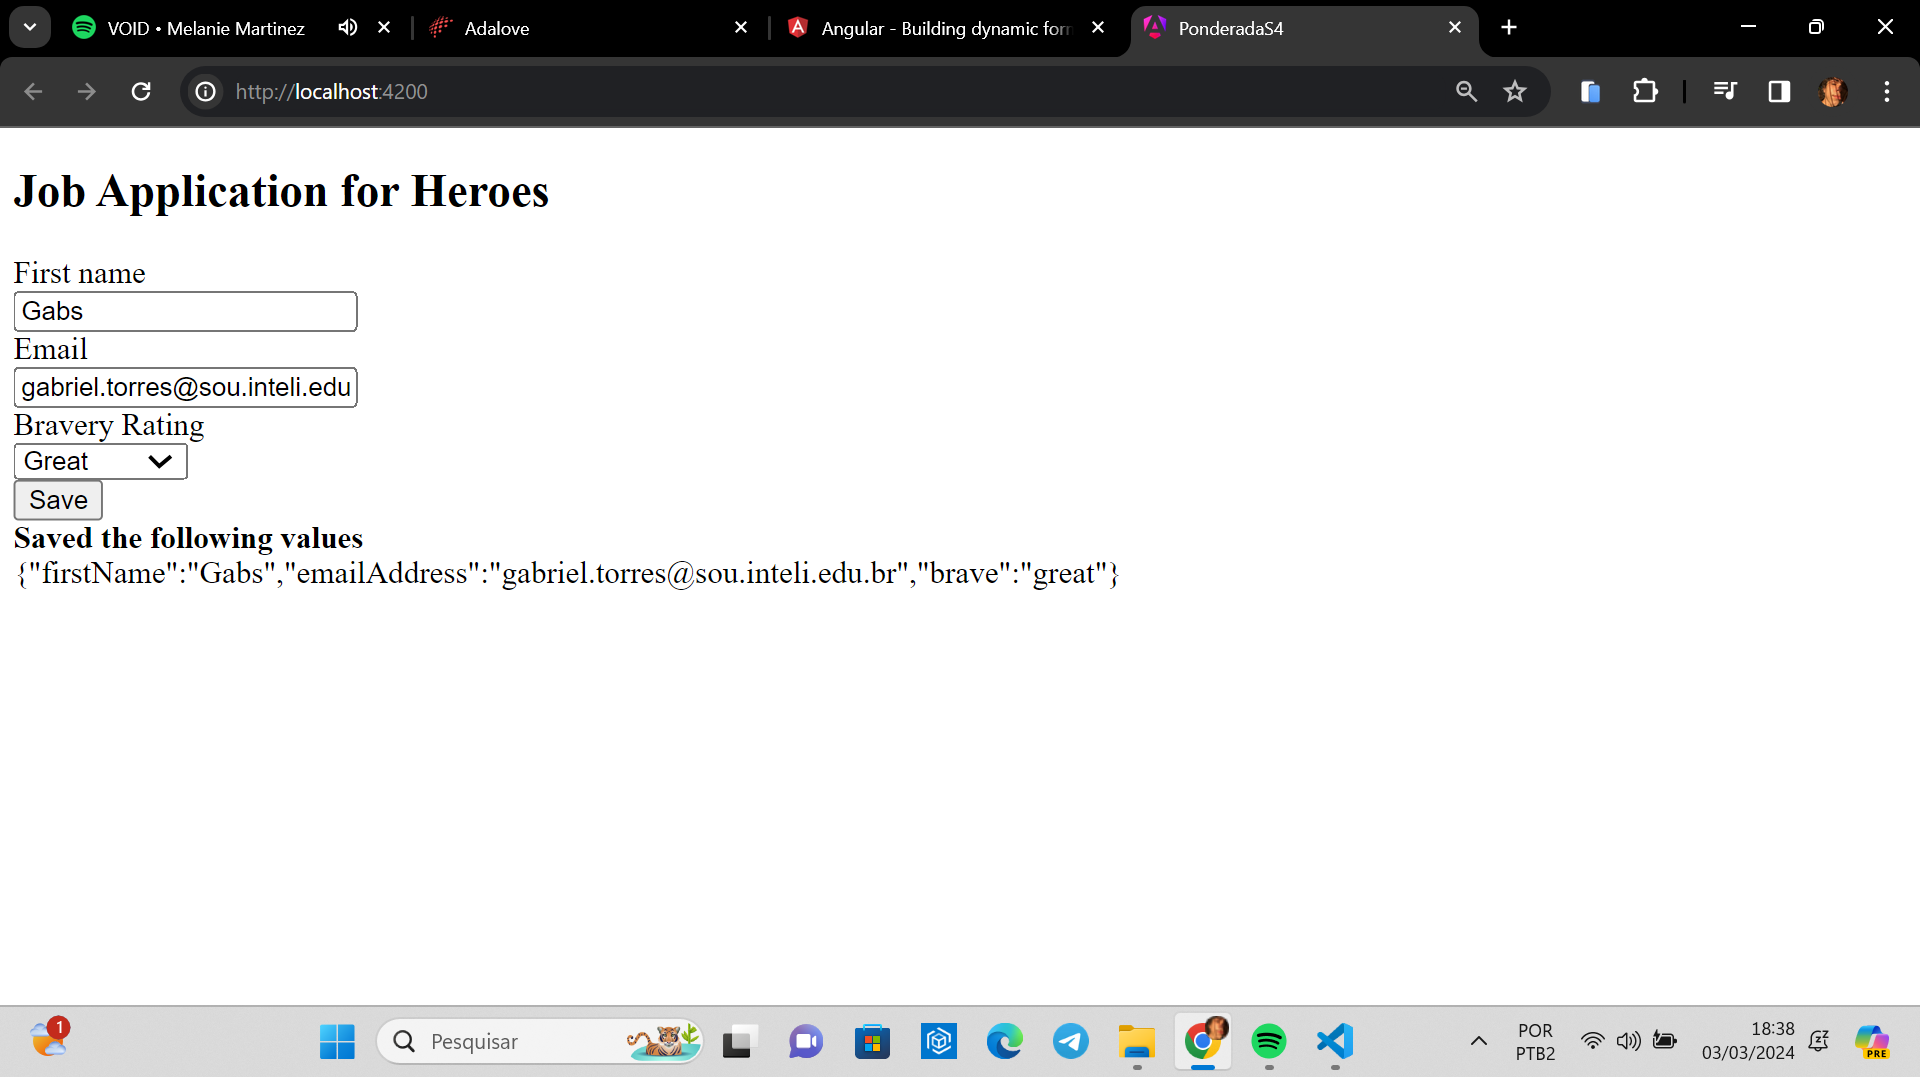 VOID • Melanie Martinez
Adalove
Angular - Building dynamic forn
PonderadaS4
http://localhost:4200
Job Application for Heroes
First name
Gabs
Email
gabriel.torres@sou.inteli.edu
Bravery Rating
Great
Save
Saved the following values
{"firstName":"Gabs","emailAddress":"gabriel.torres@sou.inteli.edu.br","brave":"great"}
1
Pesquisar
POR
PTB2
18:38
03/03/2024
PRE